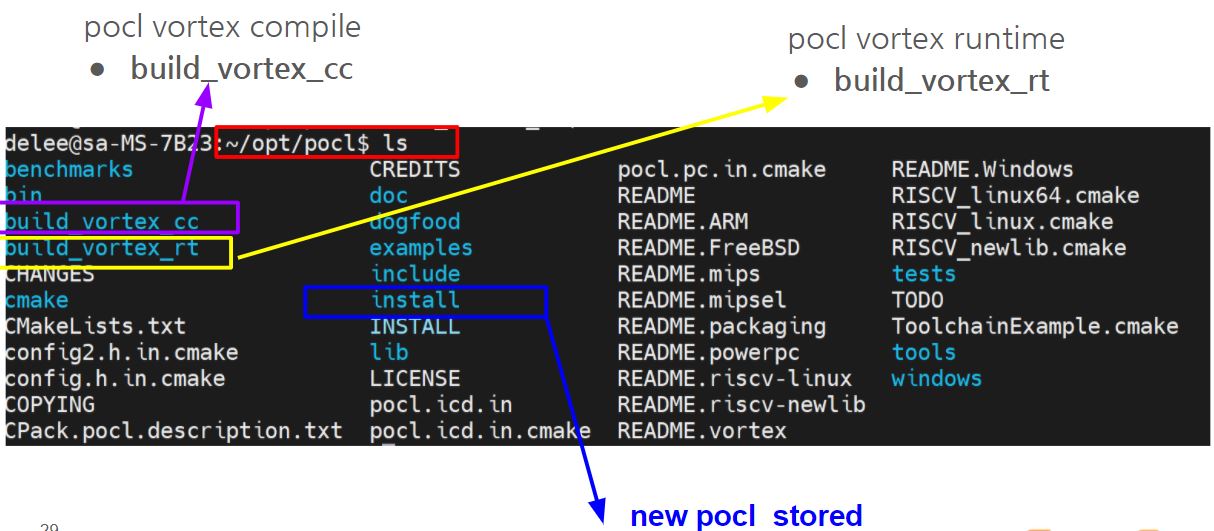 pocl vortex compile
● build_vortex_cc
pocl vortex runtime
● build_vortex_rt
delee@sa-MS-7B23:~/opt/pocl$ ls
benchmarks CREDITS pocl.pc.in.cmake README.Windows
bin doc README RISCV_linux64.cmake
build_vortex_cc dogfood README.ARM RISCV_linux.cmake
build_vortex_rt examples README.FreeBSD RISCV_newlib.cmake
CHANGES include README.mips tests
cmake install README.mipsel TODO
CMakeLists.txt INSTALL README.packaging ToolchainExample.cmake
config2.h.in.cmake lib README.powerpc tools
config.h.in.cmake LICENSE README.riscv-linux windows
COPYING pocl.icd.in README.riscv-newlib
CPack.pocl.description.txt pocl.icd.in.cmake README.vortex
new pocl stored
29